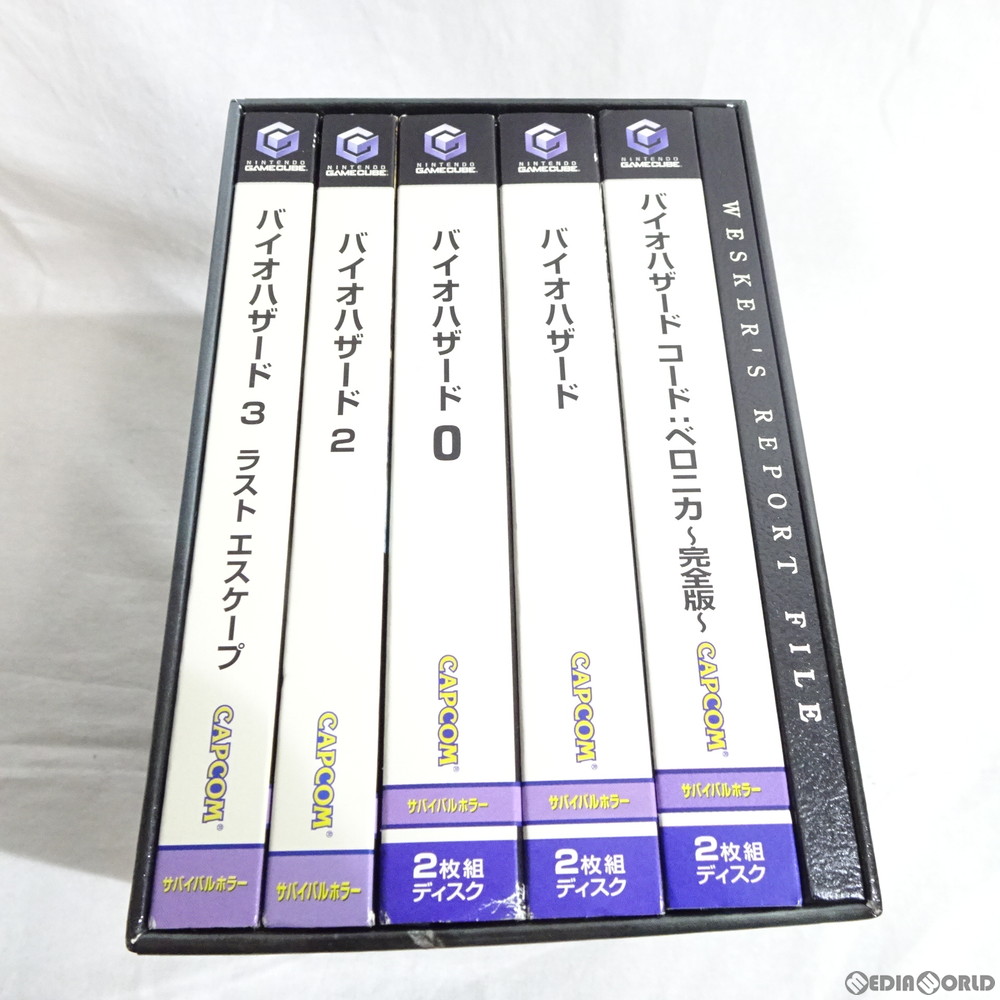 NINTENDO
GAMECUBE
バイオハザード 3 ラスト エスケープ
CAPCOM
サバイバルホラー
NINTENDO
GAMECUBE
バイオハザード 2
CAPCOM
サバイバルホラー
NINTENDO
GAMECUBE
バイオハザード 0
CAPCOM
サバイバルホラー
2枚組
ディスク
NINTENDO
GAMECUBE
バイオハザード
CAPCOM
サバイバルホラー
2枚組
ディスク
NINTENDO
GAMECUBE
バイオハザード コード:ベロニカ ~完全版~
CAPCOM
サバイバルホラー
2枚組
ディスク
WESKER'S REPORT FILE
MEDIAWORLD